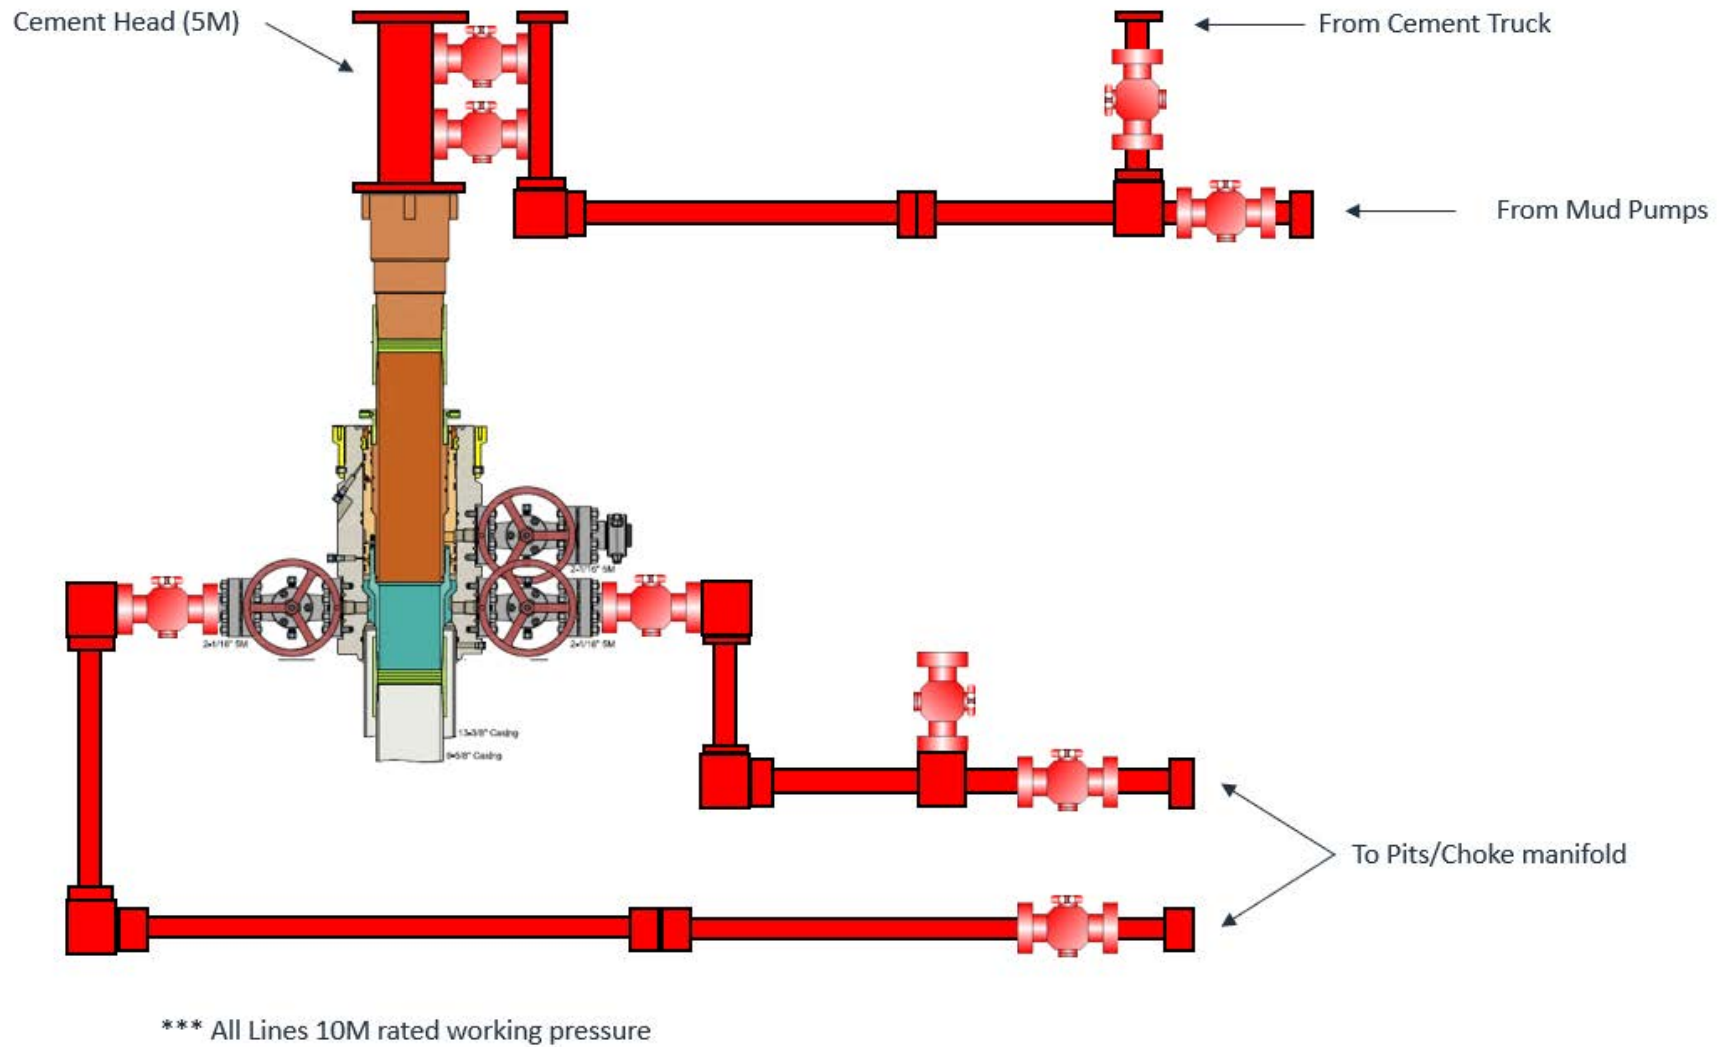 Cement Head (5M)
From Cement Truck
From Mud Pumps
2-1/16" 5M
2-1/16" 5M
2-1/16" 5M
13-3/8" Casing
9-5/8" Casing
To Pits/Choke manifold
*** All Lines 10M rated working pressure